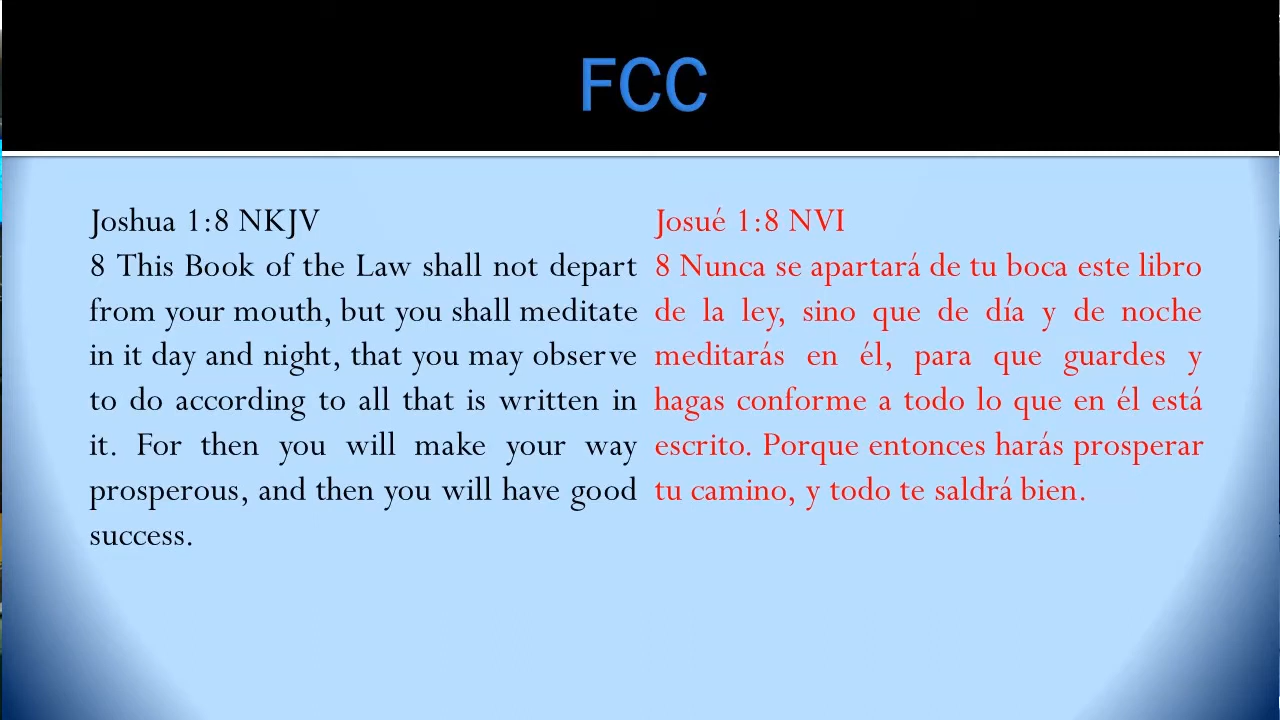 FCC
Joshua 1:8 NKJV
8 This Book of the Law shall not depart
from your mouth, but you shall meditate
in it day and night, that you may observe
to do according to all that is written in
it. For then you will make your way
prosperous, and then you will have good
success.
Josué 1:8 NVI
8 Nunca se apartará de tu boca este libro
de la ley, sino que de día y de noche
meditarás en él, para que guardes y
hagas conforme a todo lo que en él está
escrito. Porque entonces harás prosperar
tu camino, y todo te saldrá bien.